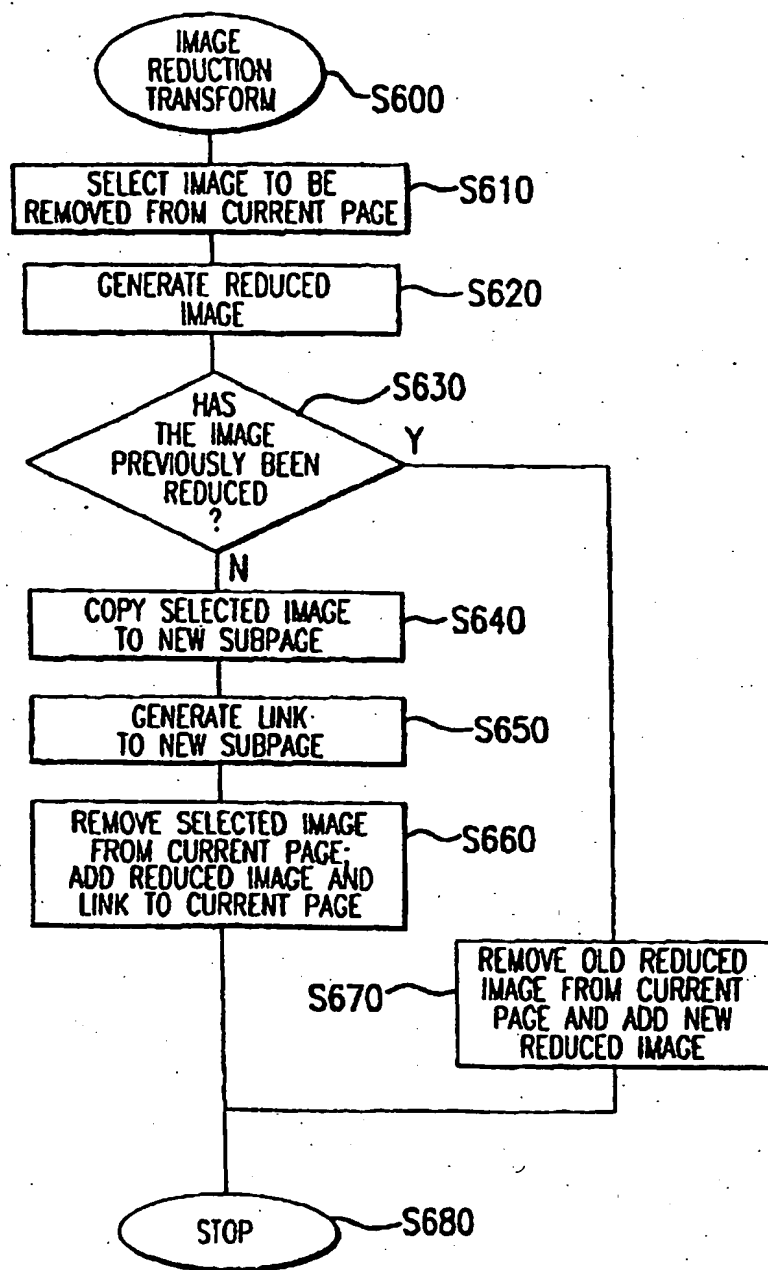 IMAGE
REDUCTION
TRANSFORM
S600
SELECT IMAGE TO BE
REMOVED FROM CURRENT PAGE
S610
GENERATE REDUCED
IMAGE
S620
S630
HAS
THE IMAGE
PREVIOUSLY BEEN
REDUCED
?
Y
N
COPY SELECTED IMAGE
TO NEW SUBPAGE
S640
GENERATE LINK
TO NEW SUBPAGE
S650
REMOVE SELECTED IMAGE
FROM CURRENT PAGE;
ADD REDUCED IMAGE AND
LINK TO CURRENT PAGE
S660
REMOVE OLD REDUCED
IMAGE FROM CURRENT
PAGE AND ADD NEW
REDUCED IMAGE
S670
STOP
S680